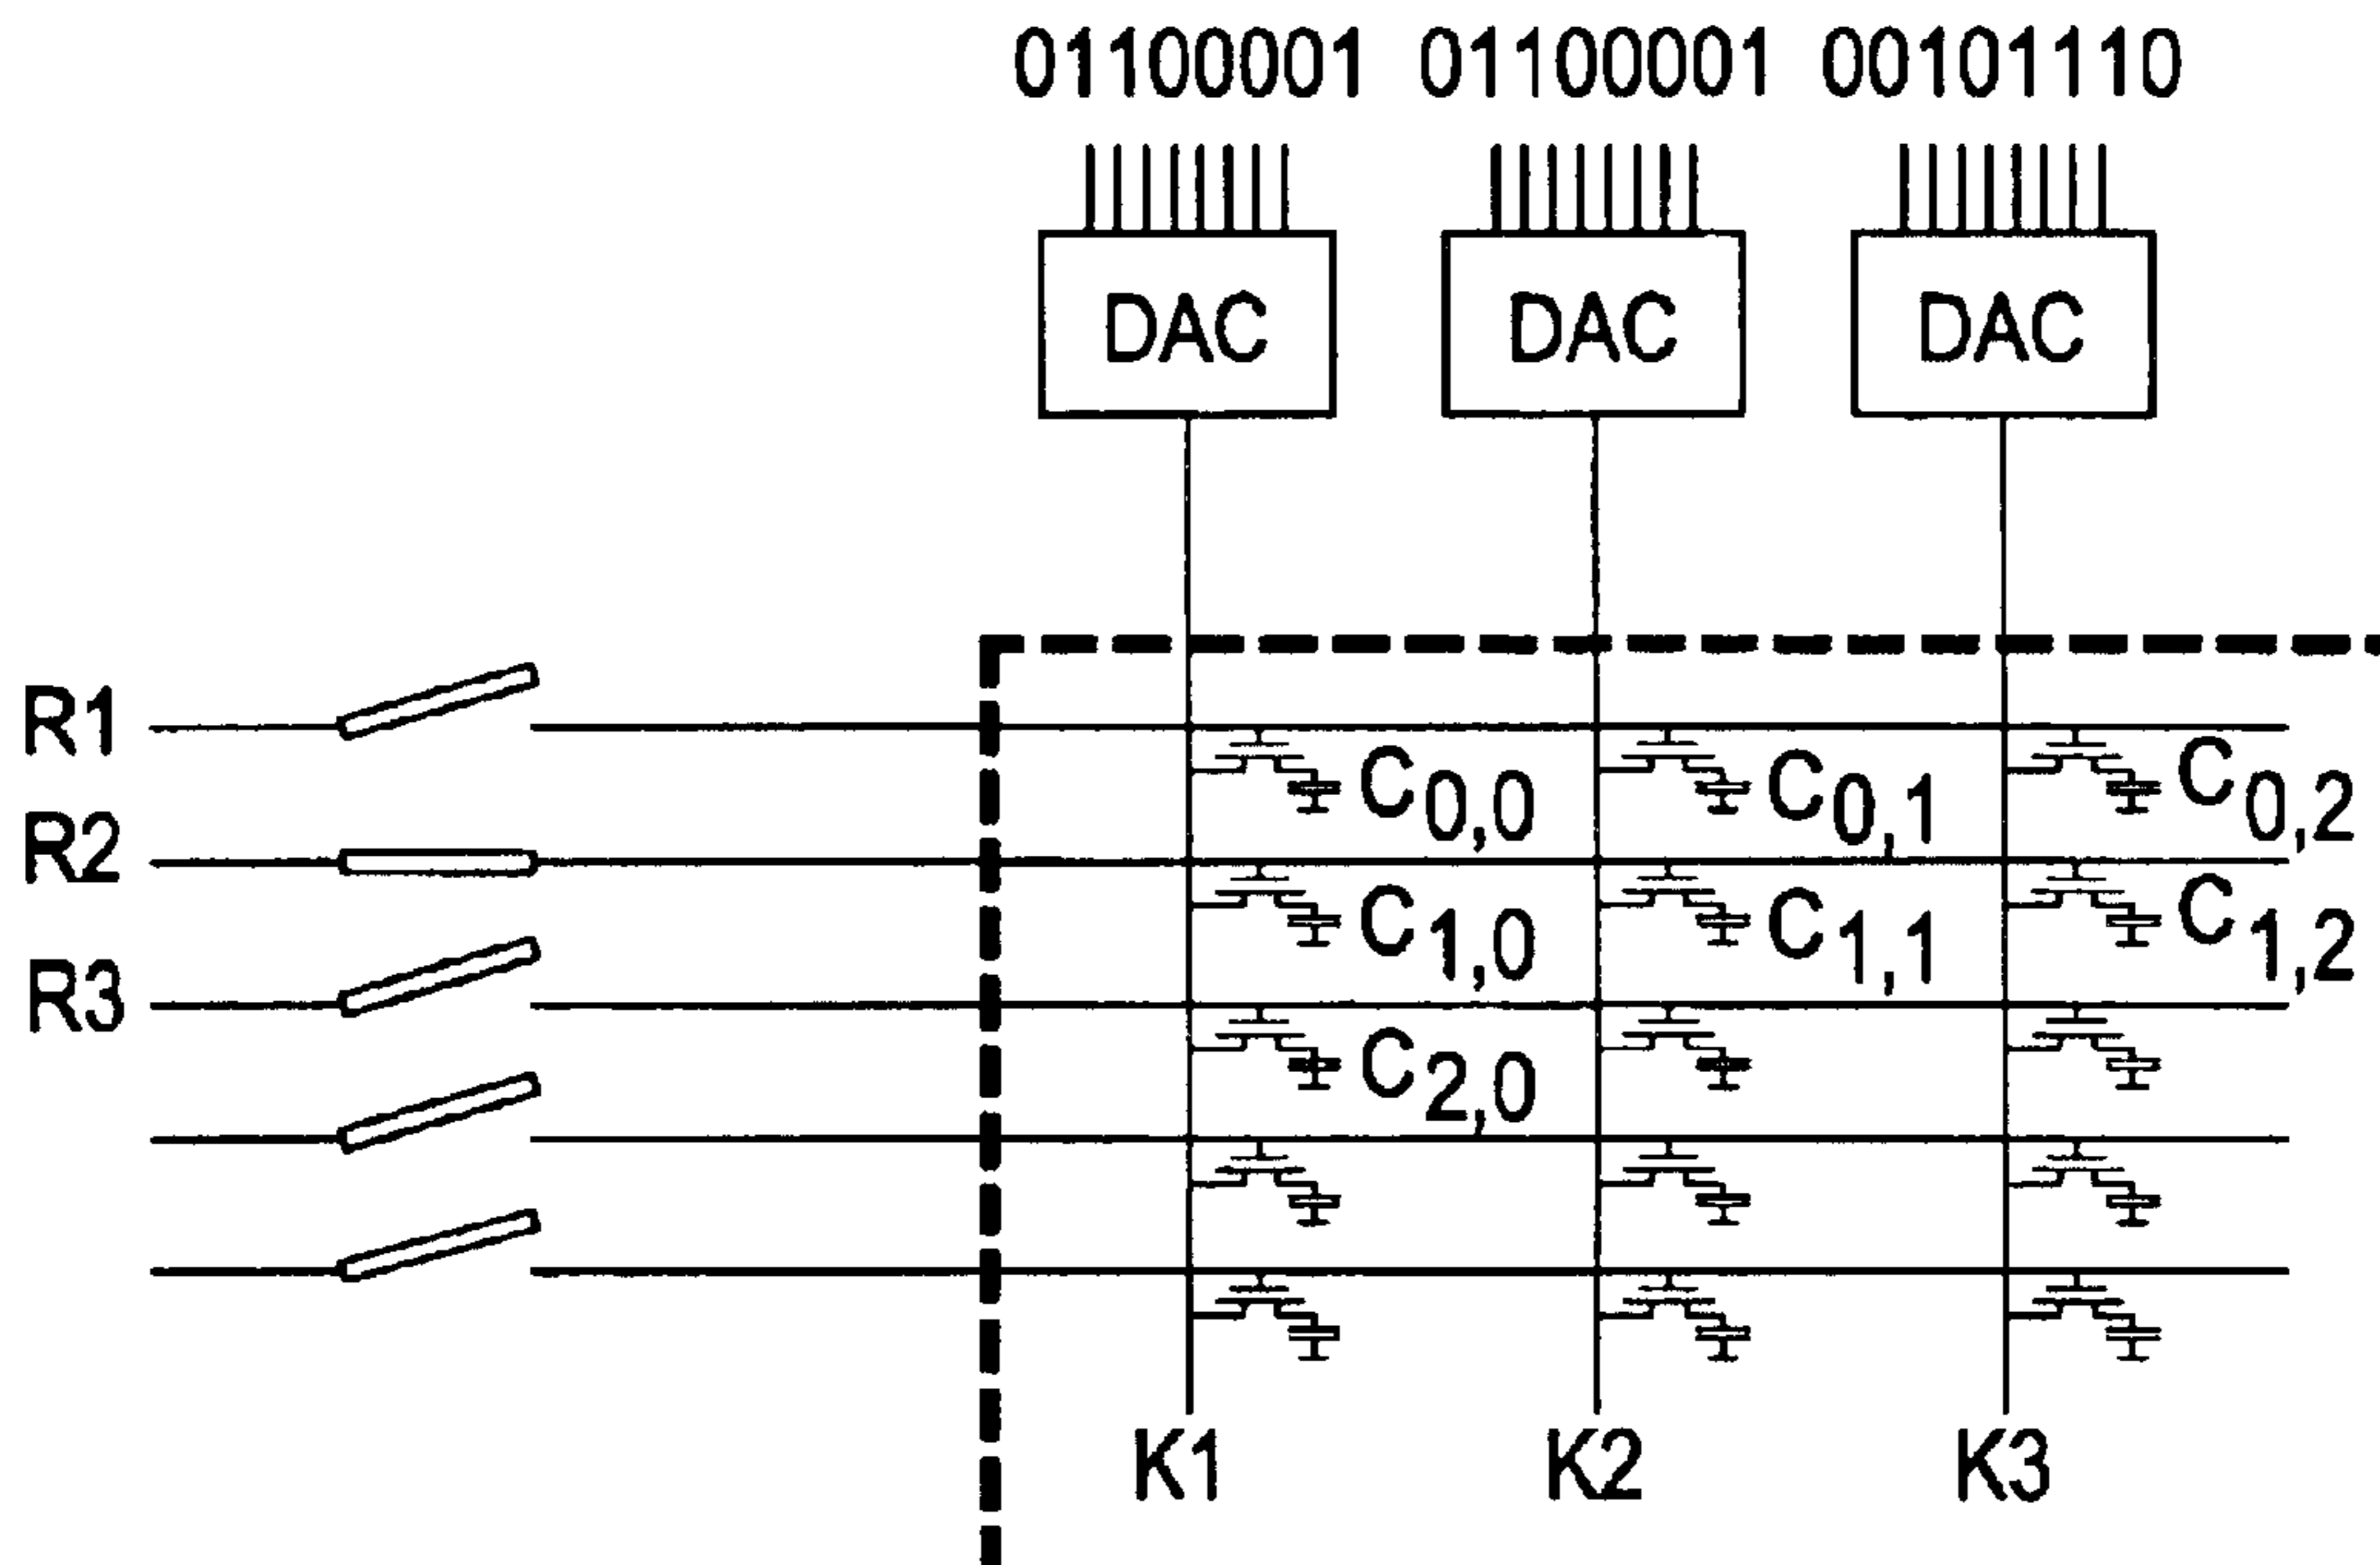 01100001 01100001 00101110
DAC DAC DAC
R1
C0,0 C0,1 C0,2
R2
C1,0 C1,1 C1,2
R3
C2,0
K1 K2 K3